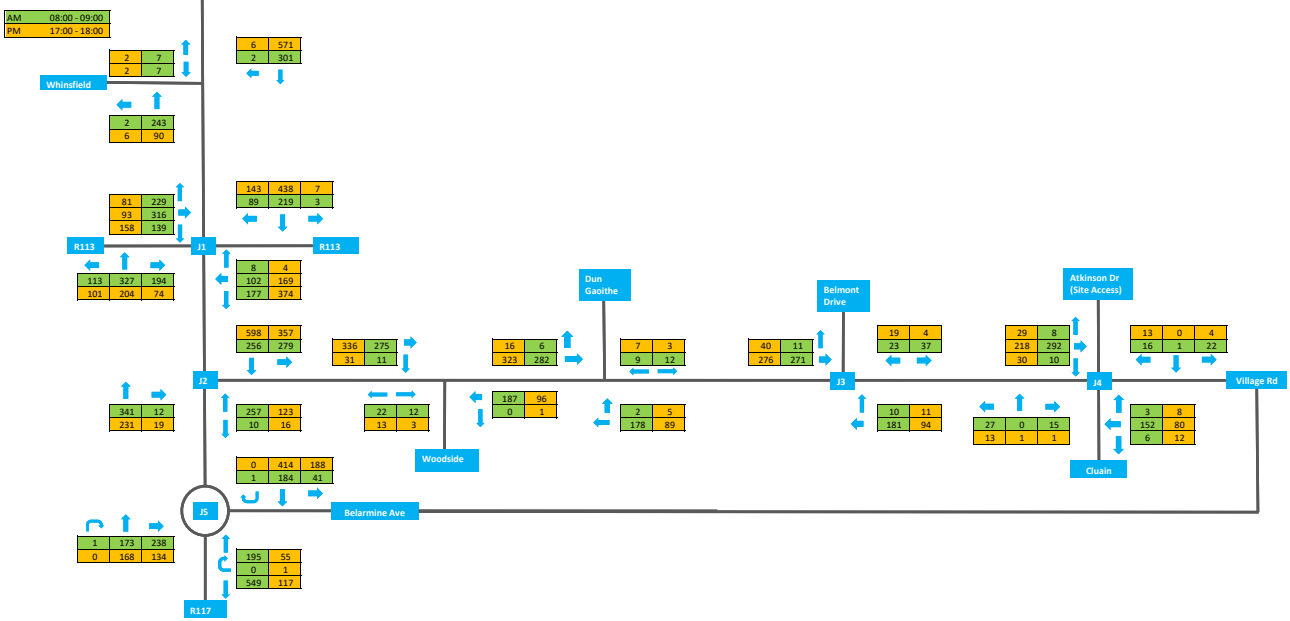 AM 08:00 - 09:00
PM 17:00 - 18:00
6 571
2 301
2 7
2 7
Whinsfield
2 243
6 90
143 438 7
89 219 3
81 229
93 316
158 139
R113
J1
R113
8 4
102 169
177 374
113 327 194
101 204 74
Dun
Gaoithe
Belmont
Drive
Atkinson Dr
(Site Access)
598 357
256 279
336 275
31 11
16 6
323 282
7 3
9 12
40 11
276 271
19 4
23 37
29 8
218 292
30 10
13 0 4
16 1 22
J2
J3
J4
Village Rd
341 12
231 19
257 123
10 16
22 12
13 3
187 96
0 1
2 5
178 89
10 11
181 94
27 0 15
13 1 1
3 8
152 80
6 12
Woodside
Cluain
0 414 188
1 184 41
J5
Belarmine Ave
1 173 238
0 168 134
195 55
0 1
549 117
R117